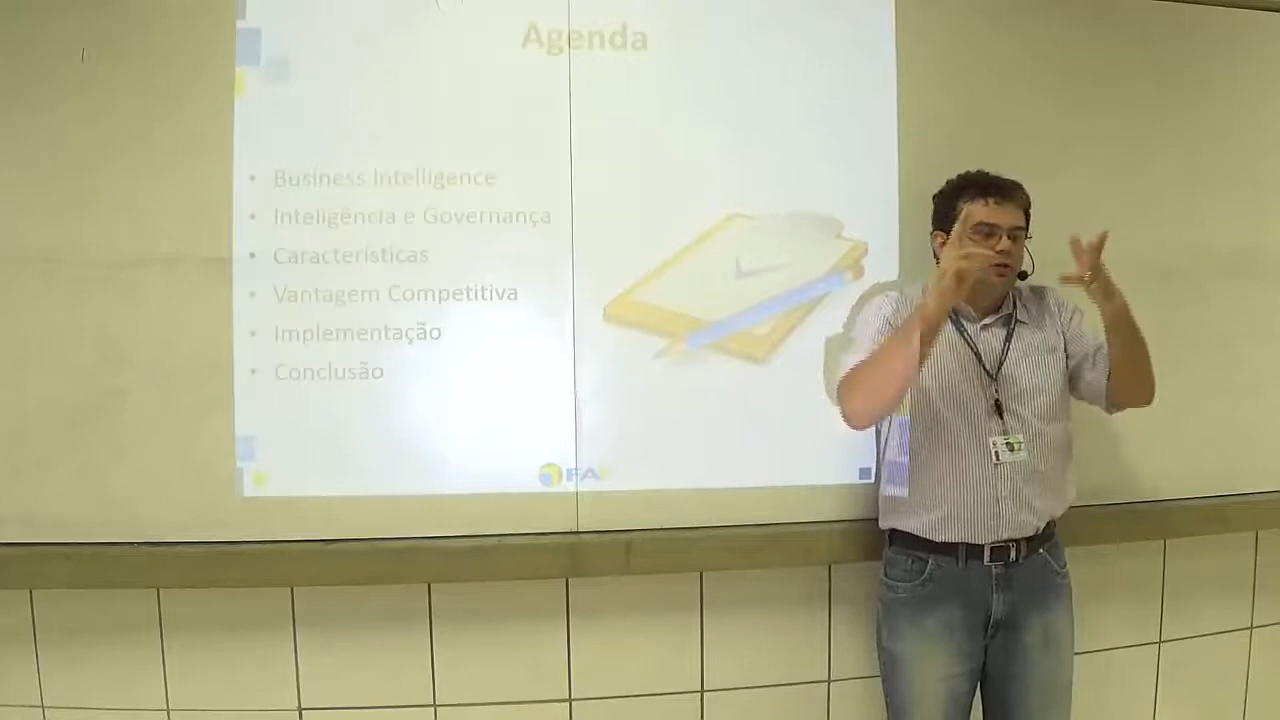 Agenda
• Business Intelligence
• Inteligência e Governança
• Características
• Vantagem Competitiva
• Implementação
• Conclusão